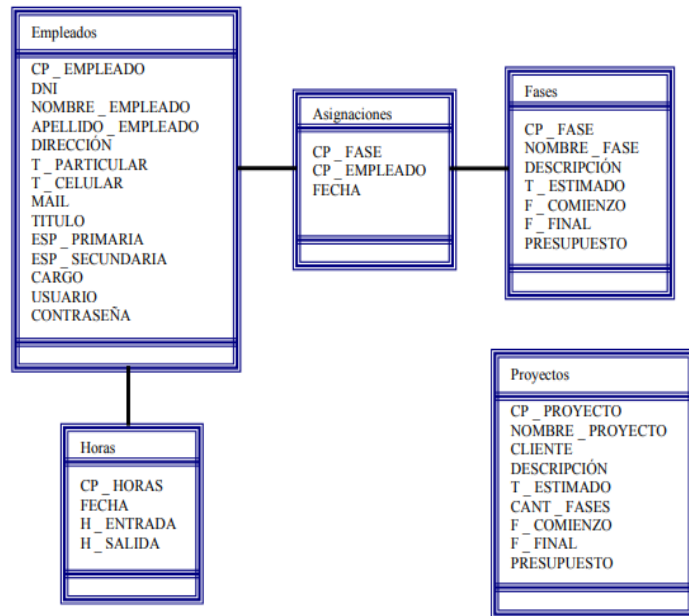 Empleados
CP _ EMPLEADO
DNI
NOMBRE _ EMPLEADO
APELLIDO _ EMPLEADO
DIRECCIÓN
T _ PARTICULAR
T _ CELULAR
MAIL
TITULO
ESP _ PRIMARIA
ESP _ SECUNDARIA
CARGO
USUARIO
CONTRASEÑA
Asignaciones
CP _ FASE
CP _ EMPLEADO
FECHA
Fases
CP _ FASE
NOMBRE _ FASE
DESCRIPCIÓN
T _ ESTIMADO
F _ COMIENZO
F _ FINAL
PRESUPUESTO
Horas
CP _ HORAS
FECHA
H _ ENTRADA
H _ SALIDA
Proyectos
CP _ PROYECTO
NOMBRE _ PROYECTO
CLIENTE
DESCRIPCIÓN
T _ ESTIMADO
CANT _ FASES
F _ COMIENZO
F _ FINAL
PRESUPUESTO